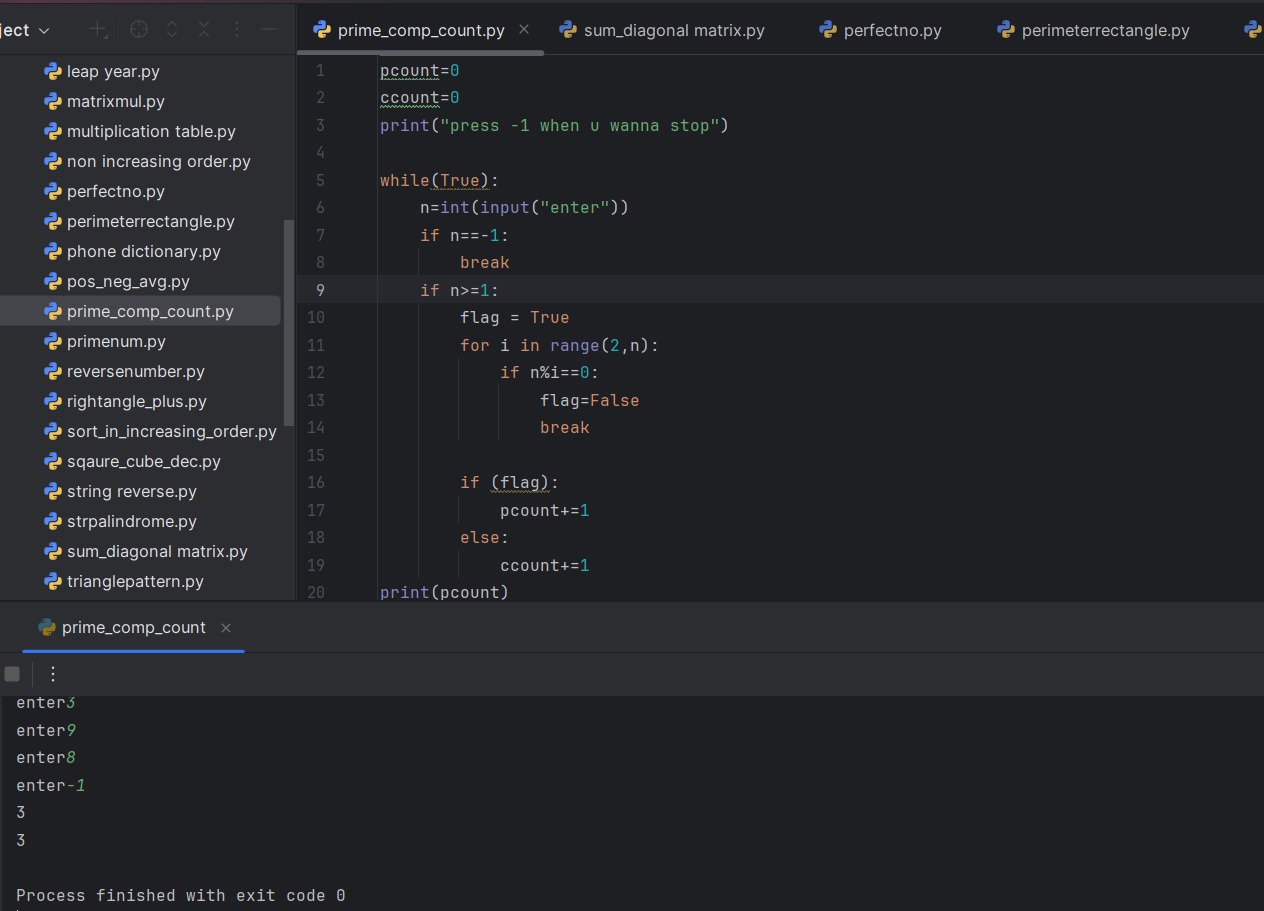 ject
prime_comp_count.py
sum_diagonal matrix.py
perfectno.py
perimeterrectangle.py
leap year.py
matrixmul.py
multiplication table.py
non increasing order.py
perfectno.py
perimeterrectangle.py
phone dictionary.py
pos_neg_avg.py
prime_comp_count.py
primenum.py
reversenumber.py
rightangle_plus.py
sort_in_increasing_order.py
sqaure_cube_dec.py
string reverse.py
strpalindrome.py
sum_diagonal matrix.py
trianglepattern.py
1 pcount=0
2 ccount=0
3 print("press -1 when u wanna stop")
4
5 while(True):
6     n=int(input("enter"))
7     if n==-1:
8         break
9     if n>=1:
10         flag = True
11         for i in range(2,n):
12             if n%i==0:
13                 flag=False
14                 break
15
16         if (flag):
17             pcount+=1
18         else:
19             ccount+=1
20 print(pcount)
prime_comp_count
enter3
enter9
enter8
enter-1
3
3
Process finished with exit code 0